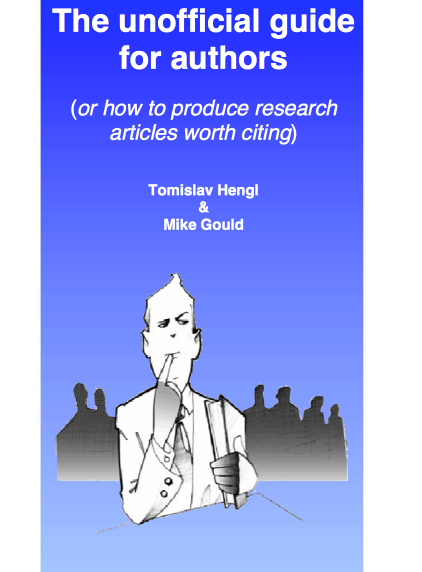 The unofficial guide
for authors
(or how to produce research
articles worth citing)
Tomislav Hengl
&
Mike Gould